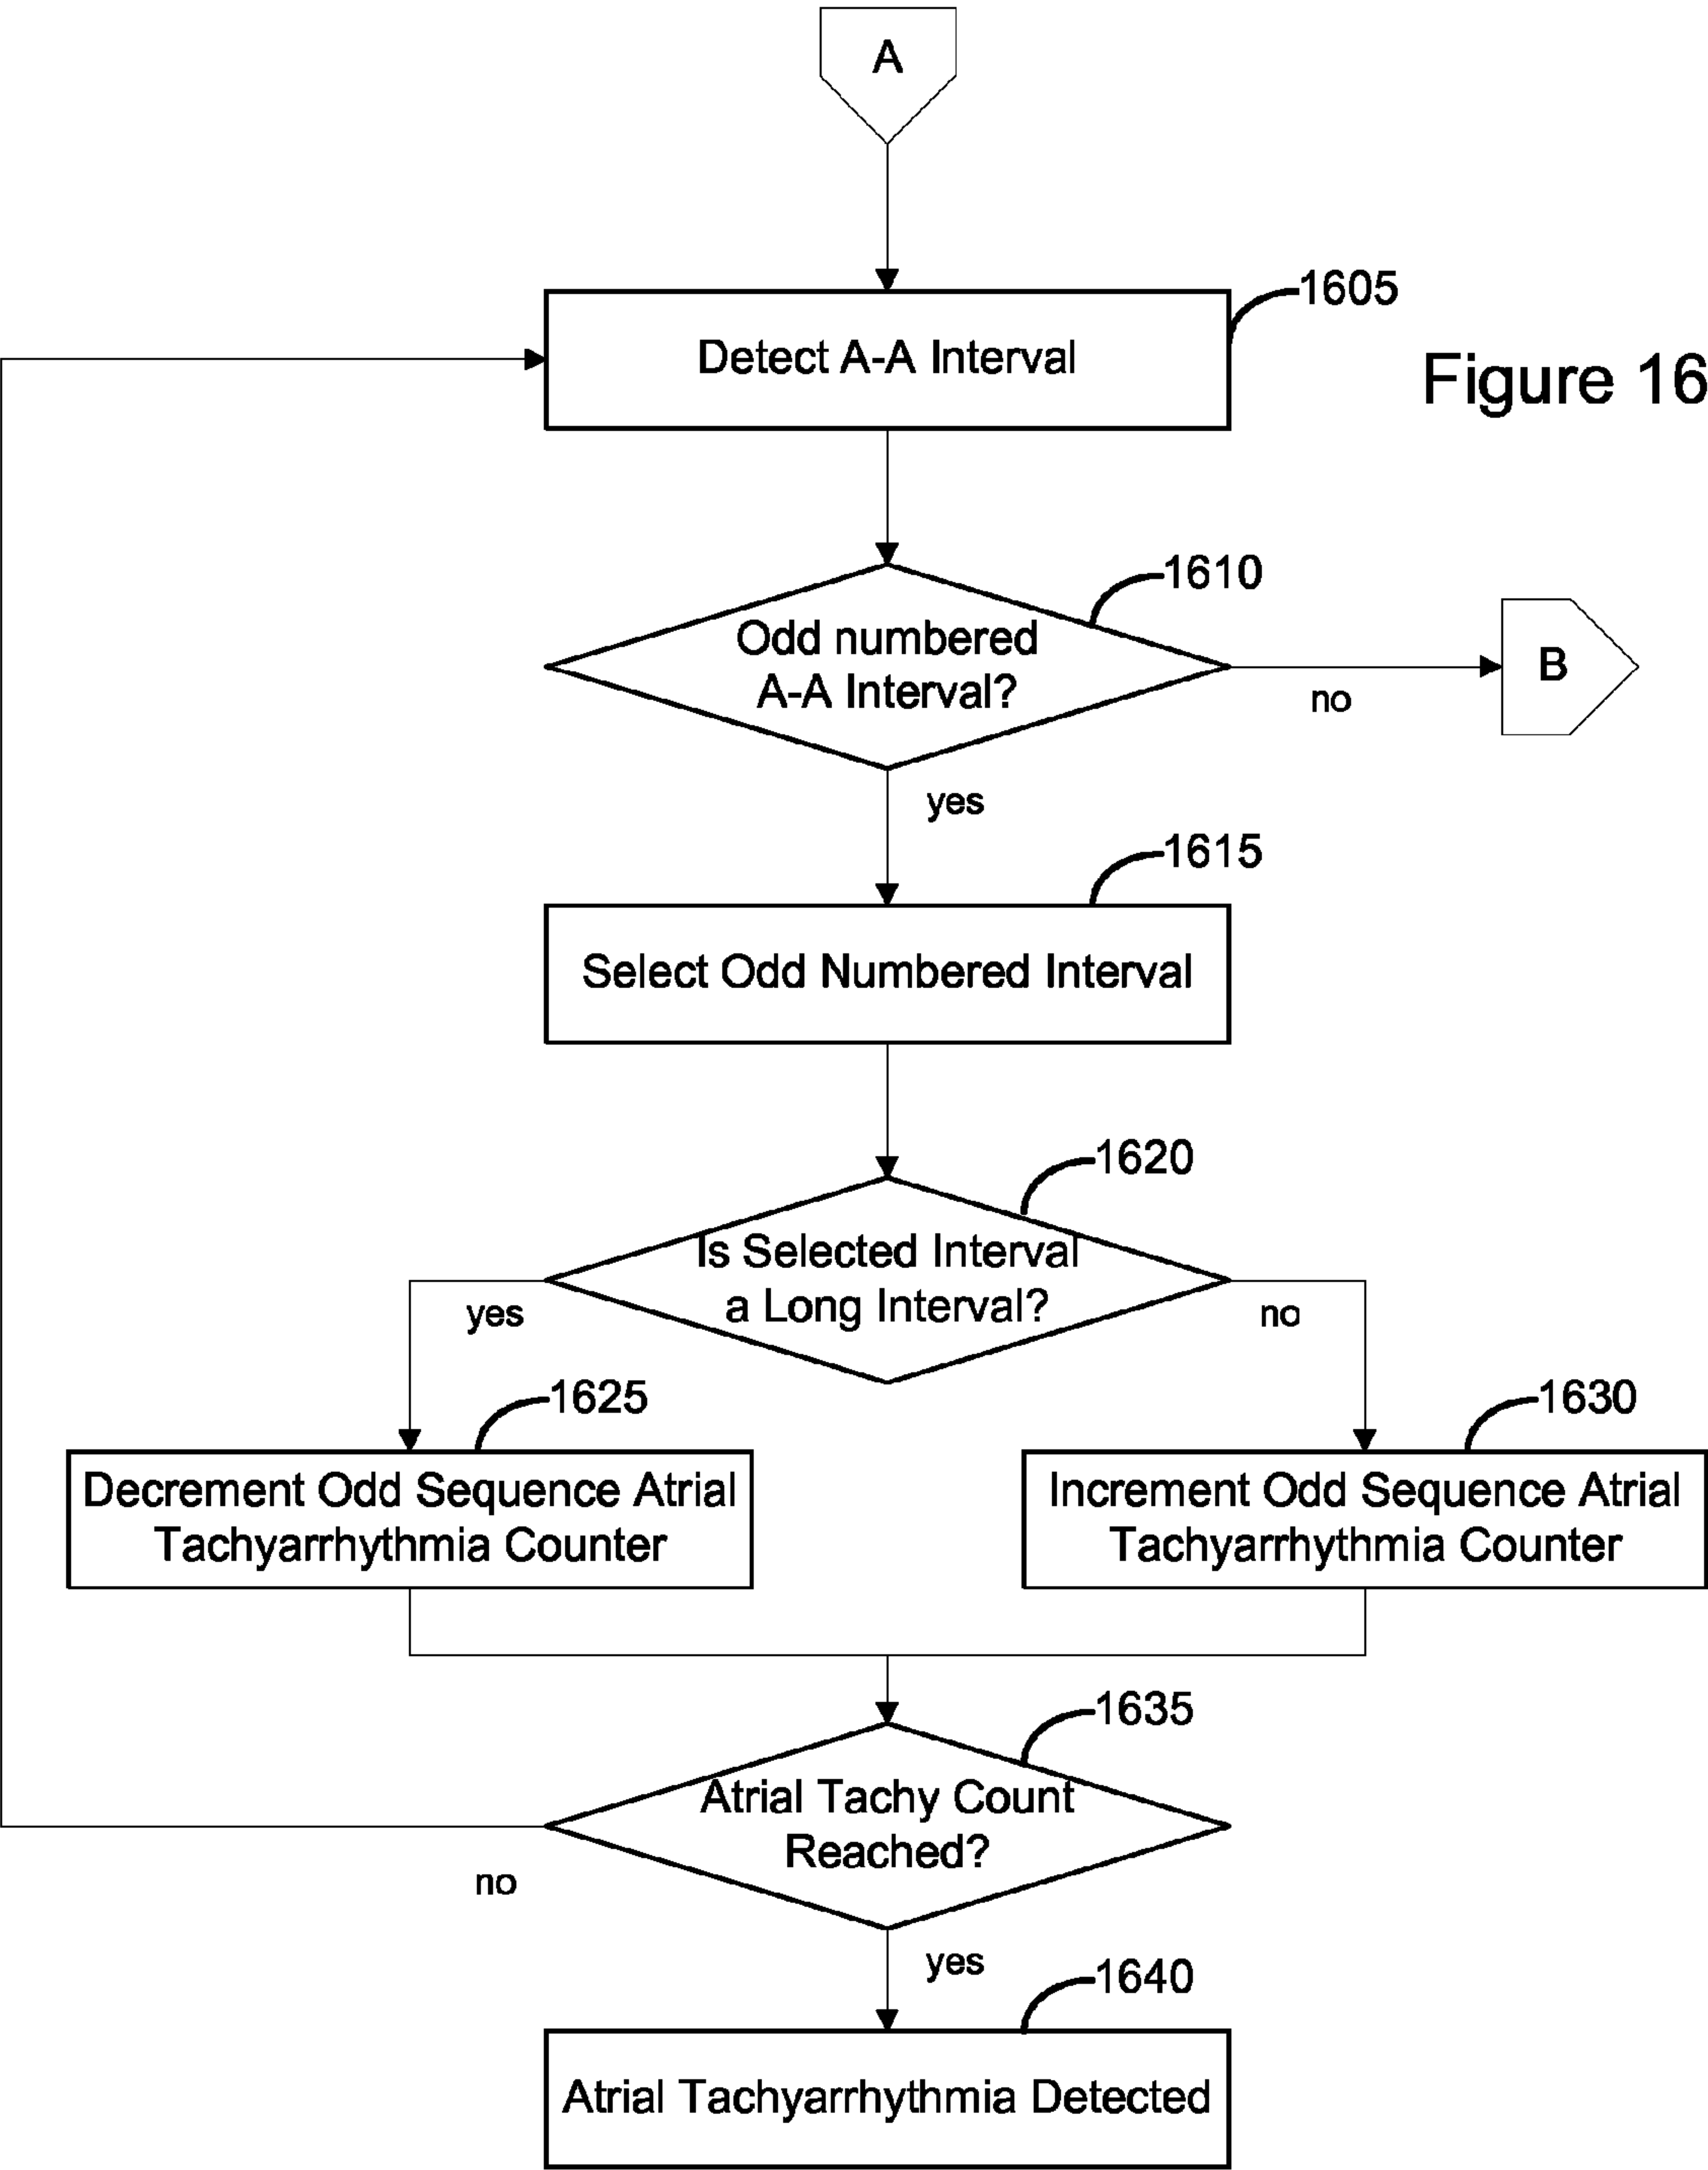 A
1605
Detect A-A Interval
Figure 16
1610
Odd numbered
A-A Interval?
B
no
yes
1615
Select Odd Numbered Interval
1620
Is Selected Interval
a Long Interval?
yes
no
1625
1630
Decrement Odd Sequence Atrial
Tachyarrhythmia Counter
Increment Odd Sequence Atrial
Tachyarrhythmia Counter
1635
Atrial Tachy Count
Reached?
no
yes
1640
Atrial Tachyarrhythmia Detected